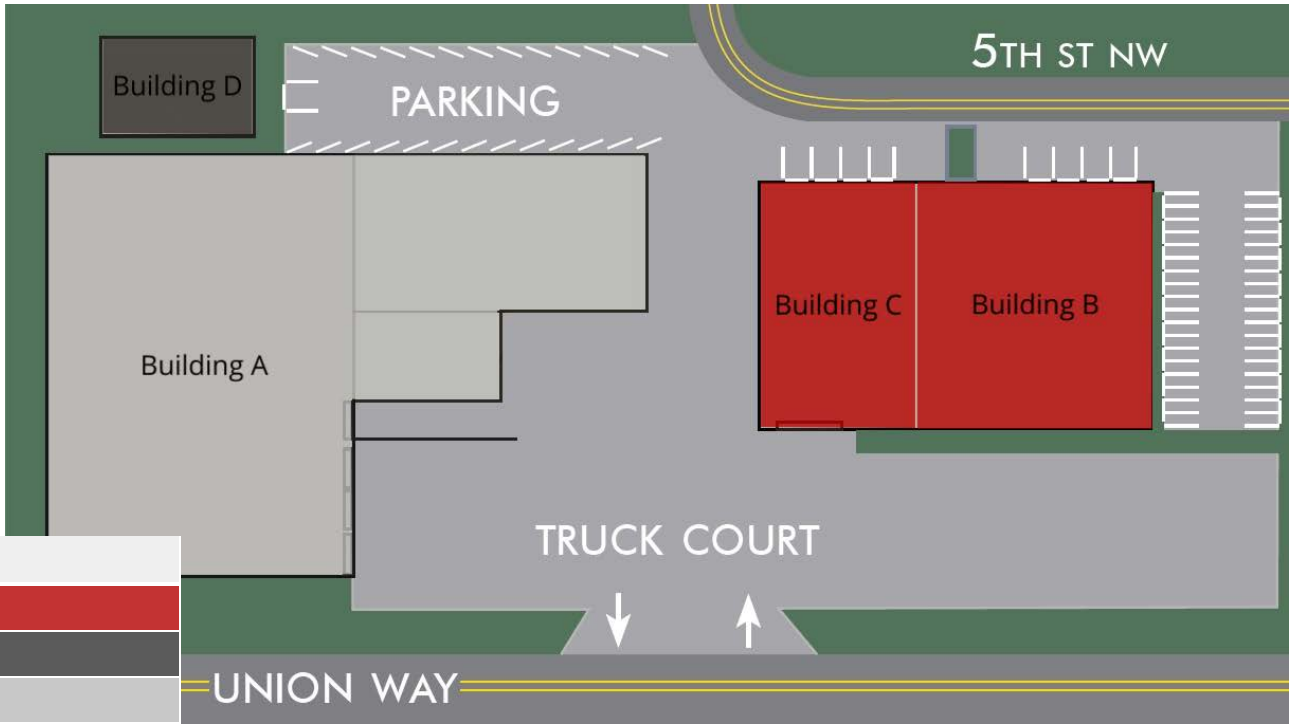 5TH ST NW
Building D
PARKING
Building C
Building B
Building A
TRUCK COURT
UNION WAY